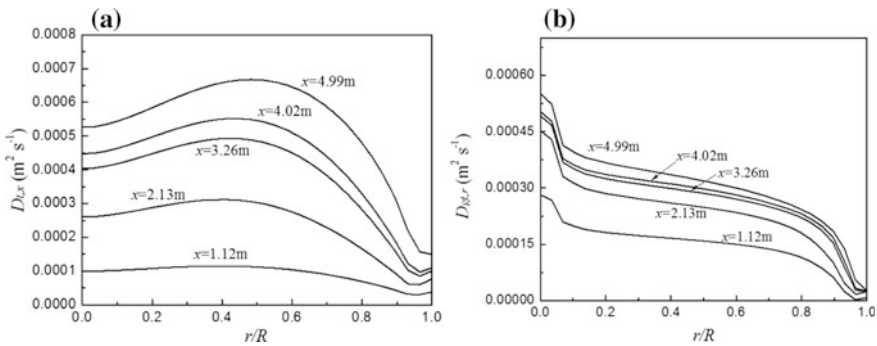 (a)
0.0008
0.0007
0.0006
0.0005
0.0004
0.0003
0.0002
0.0001
0.0000
Dt,x (m² s⁻¹)
x=4.99m
x=4.02m
x=3.26m
x=2.13m
x=1.12m
0.0 0.2 0.4 0.6 0.8 1.0
r/R
(b)
0.00060
0.00045
0.00030
0.00015
0.00000
(m² s⁻¹)
x=4.99m
x=4.02m
x=3.26m
x=2.13m
x=1.12m
0.0 0.2 0.4 0.6 0.8 1.0
r/R